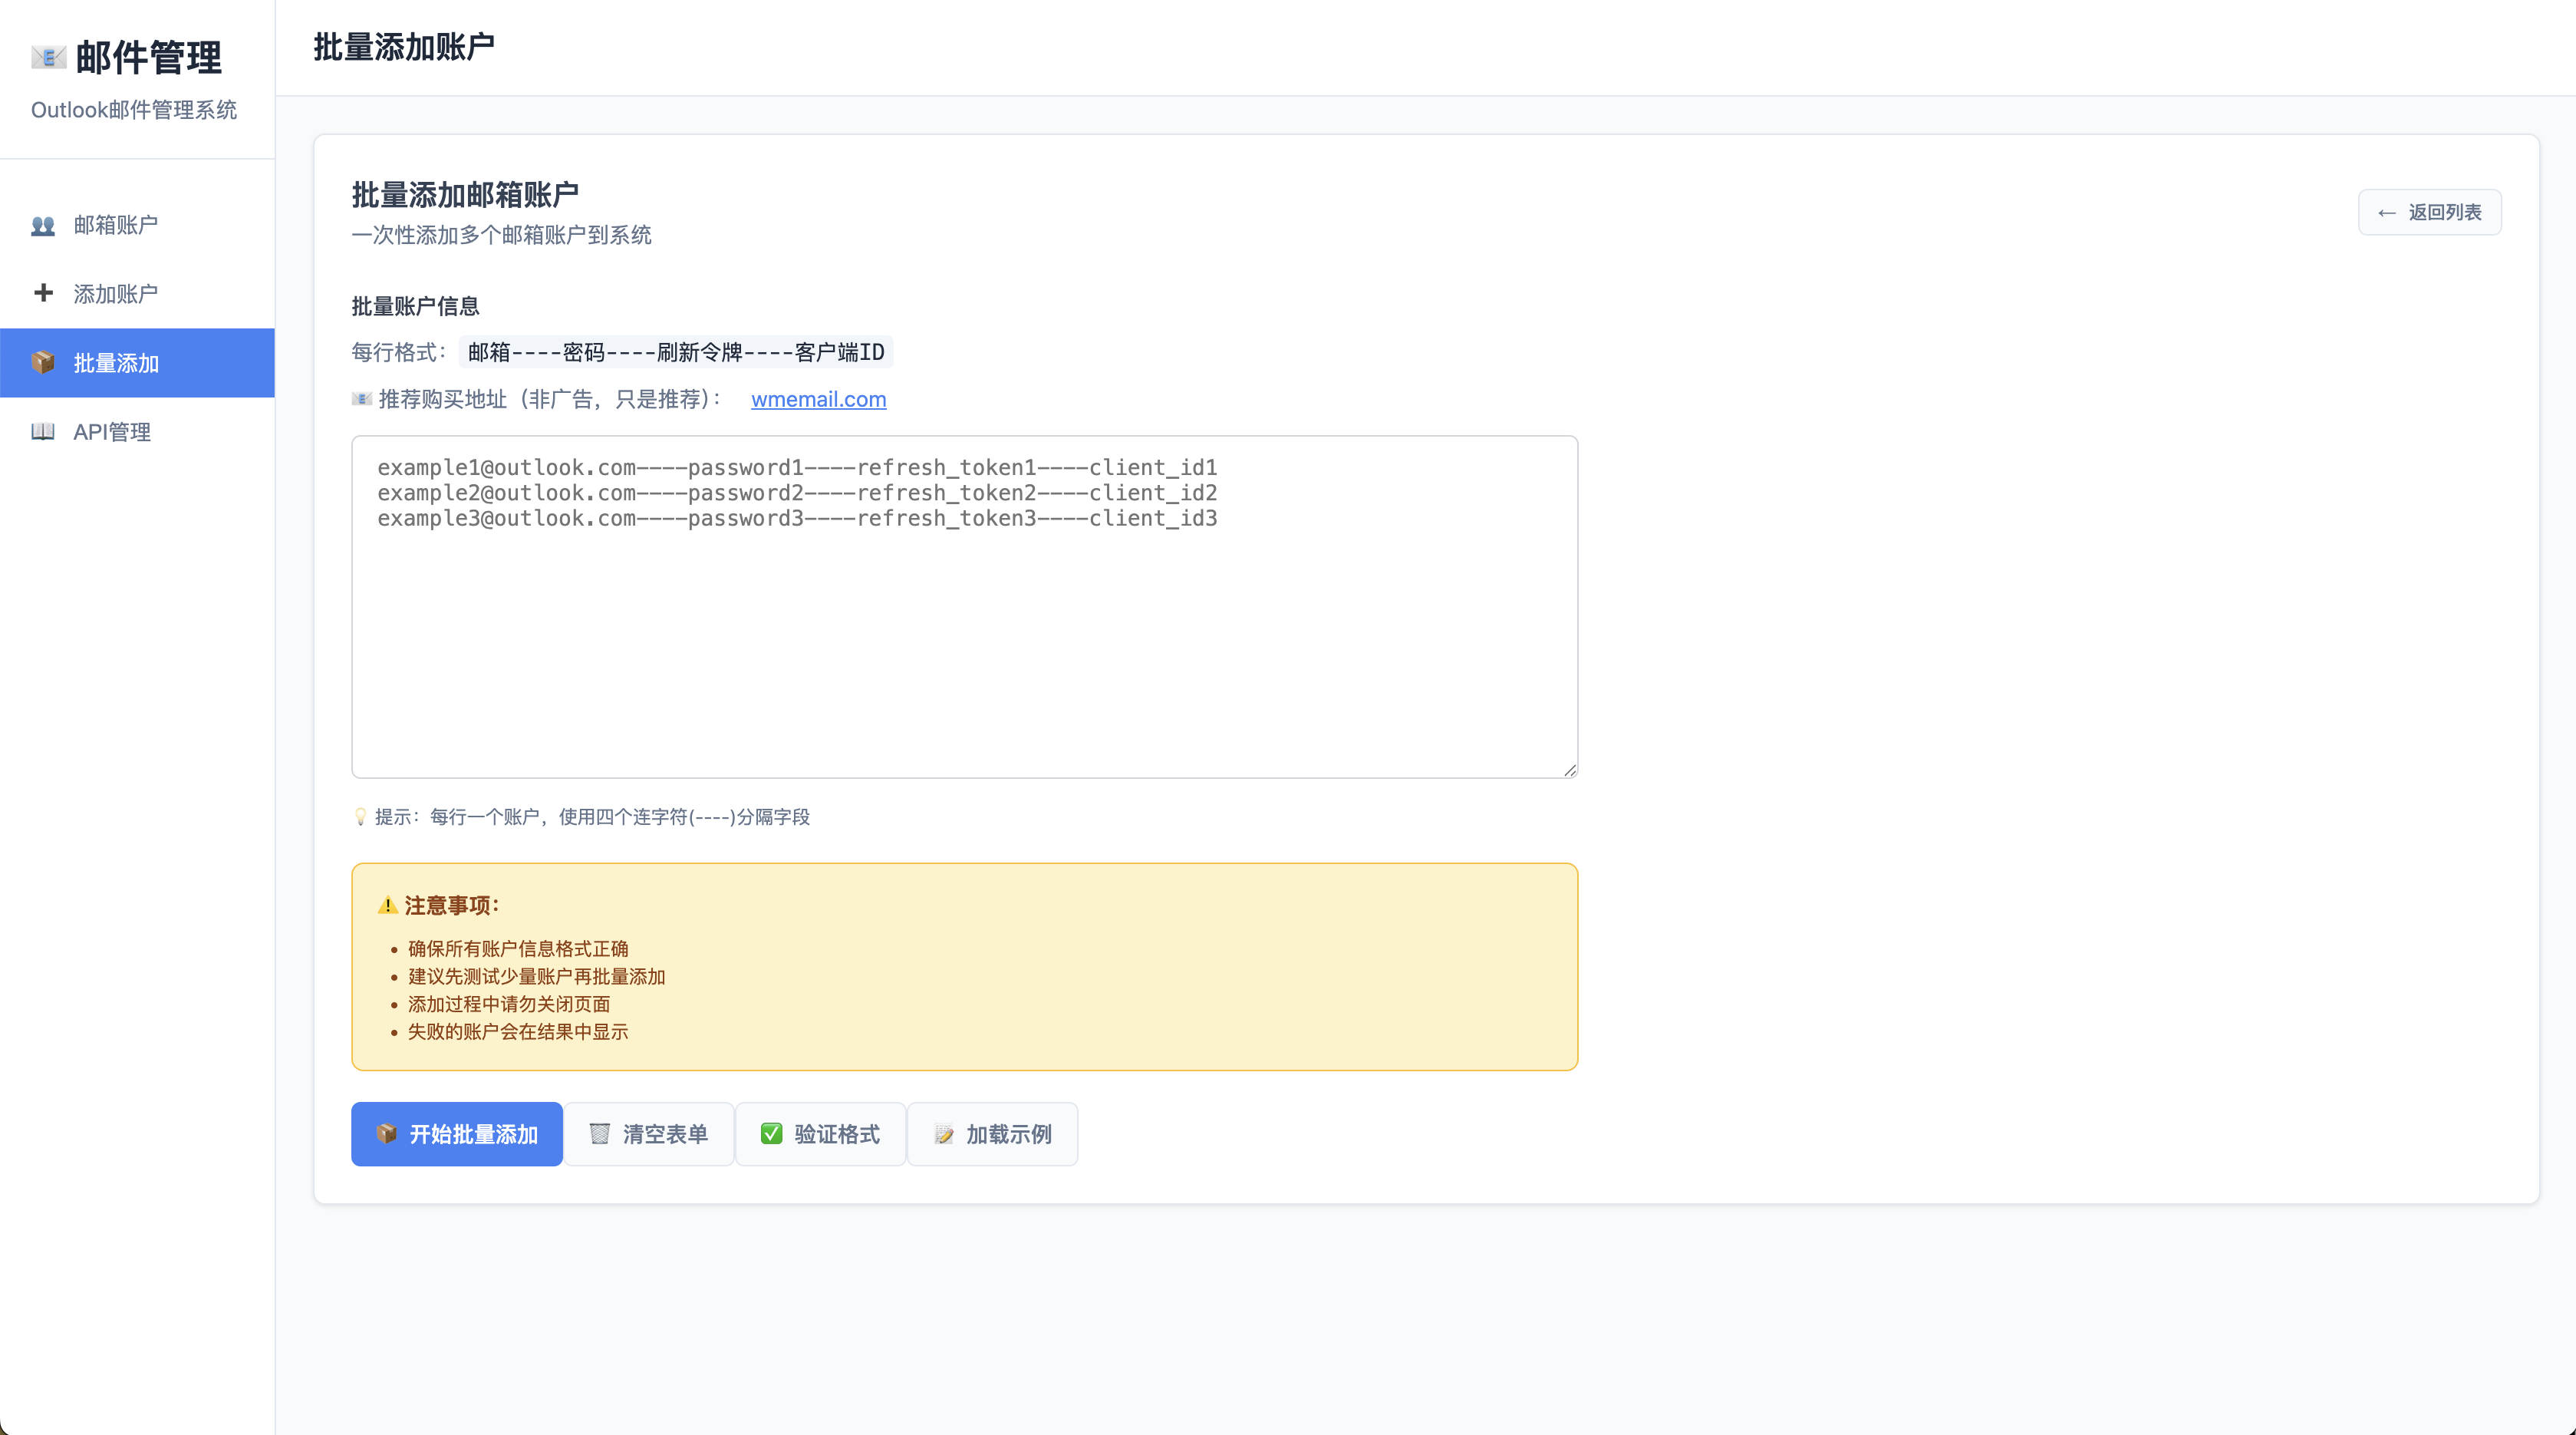 邮件管理
Outlook邮件管理系统
邮箱账户
添加账户
批量添加
API管理
批量添加账户
批量添加邮箱账户
一次性添加多个邮箱账户到系统
← 返回列表
批量账户信息
每行格式： 邮箱----密码----刷新令牌----客户端ID
推荐购买地址（非广告，只是推荐）： wmemail.com
example1@outlook.com----password1----refresh_token1----client_id1
example2@outlook.com----password2----refresh_token2----client_id2
example3@outlook.com----password3----refresh_token3----client_id3
提示：每行一个账户，使用四个连字符(----)分隔字段
注意事项：
• 确保所有账户信息格式正确
• 建议先测试少量账户再批量添加
• 添加过程中请勿关闭页面
• 失败的账户会在结果中显示
开始批量添加
清空表单
验证格式
加载示例